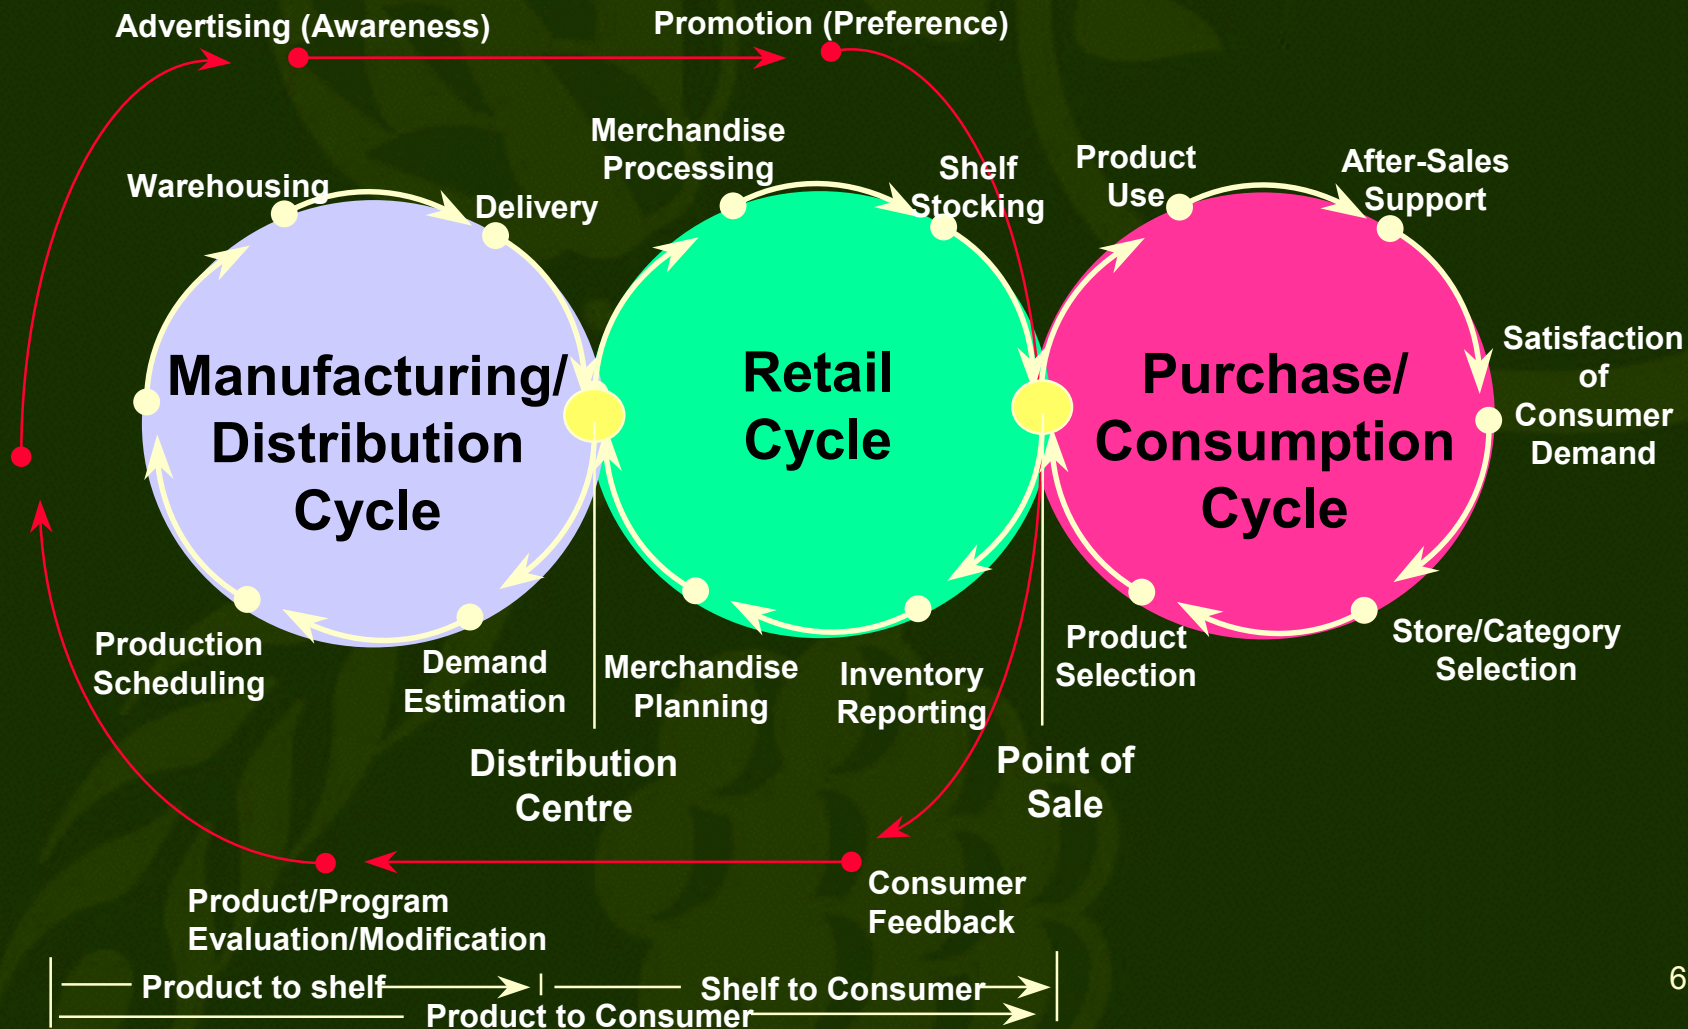 Advertising (Awareness)
Promotion (Preference)
Merchandise
Processing
Warehousing
Delivery
Shelf
Stocking
Product
Use
After-Sales
Support
Manufacturing/
Distribution
Cycle
Retail
Cycle
Purchase/
Consumption
Cycle
Satisfaction
of
Consumer
Demand
Production
Scheduling
Demand
Estimation
Merchandise
Planning
Inventory
Reporting
Product
Selection
Store/Category
Selection
Distribution
Centre
Point of
Sale
Product/Program
Evaluation/Modification
Consumer
Feedback
Product to shelf
Shelf to Consumer
Product to Consumer
6